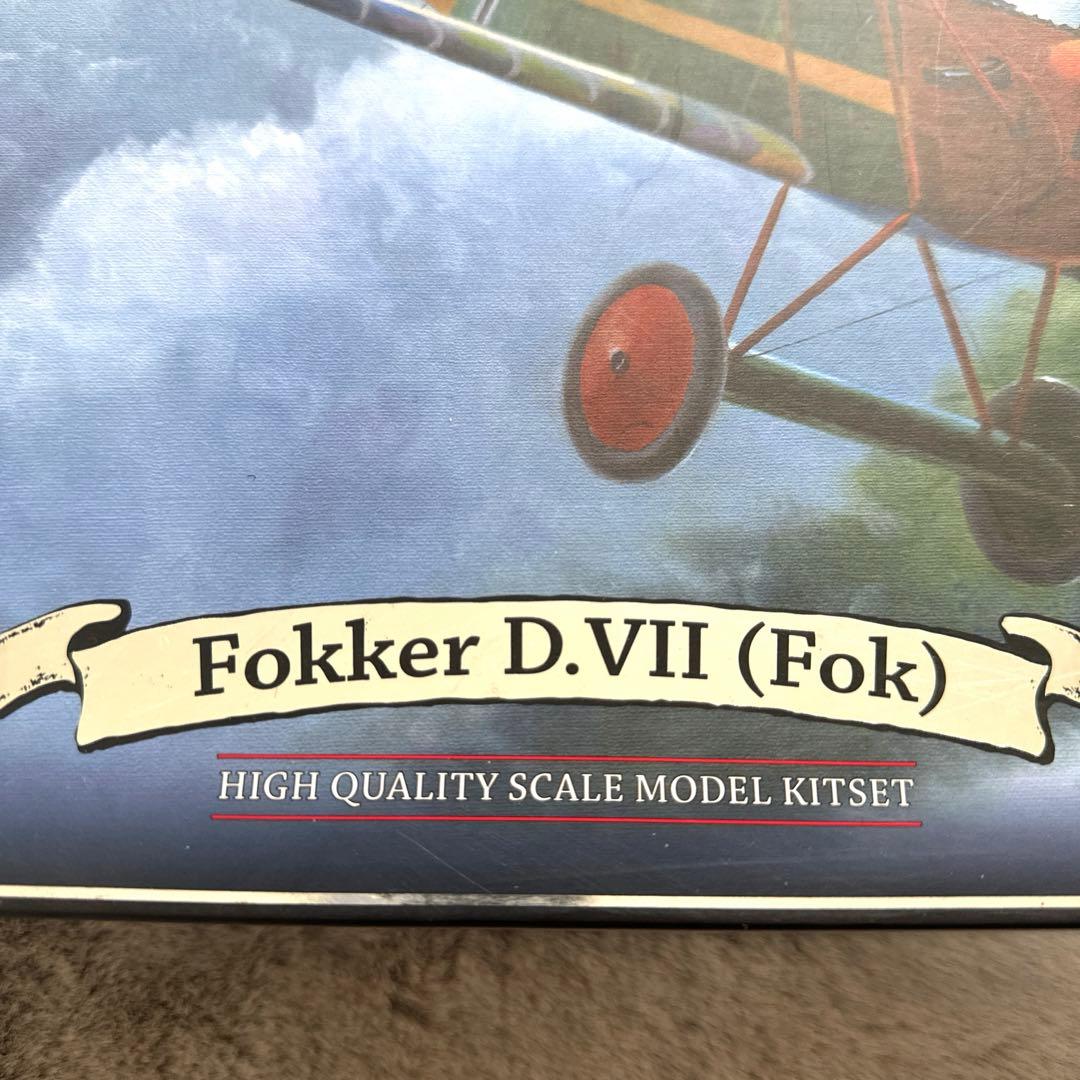 Fokker D.VII (Fok)
HIGH QUALITY SCALE MODEL KITSET